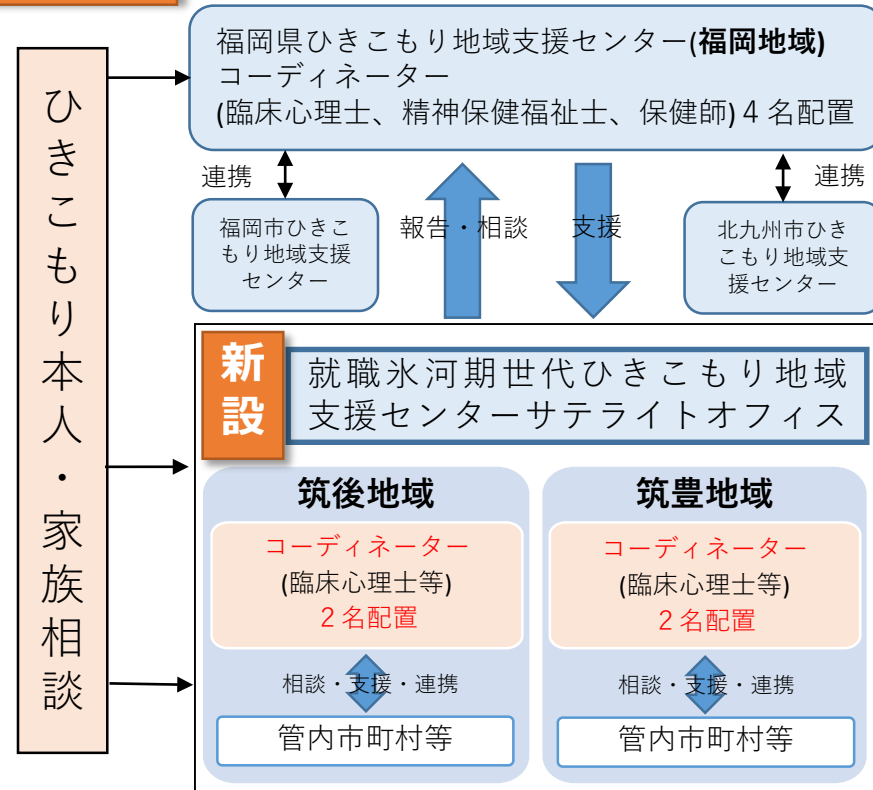 ひきこもり本人・家族相談
福岡県ひきこもり地域支援センター(福岡地域)
コーディネーター
(臨床心理士、精神保健福祉士、保健師)４名配置
連携
福岡市ひきこ
もり地域支援
センター
報告・相談
支援
連携
北九州市ひき
こもり地域支
援センター
新設
就職氷河期世代ひきこもり地域
支援センターサテライトオフィス
筑後地域
コーディネーター
(臨床心理士等)
２名配置
相談・支援・連携
管内市町村等
筑豊地域
コーディネーター
(臨床心理士等)
２名配置
相談・支援・連携
管内市町村等